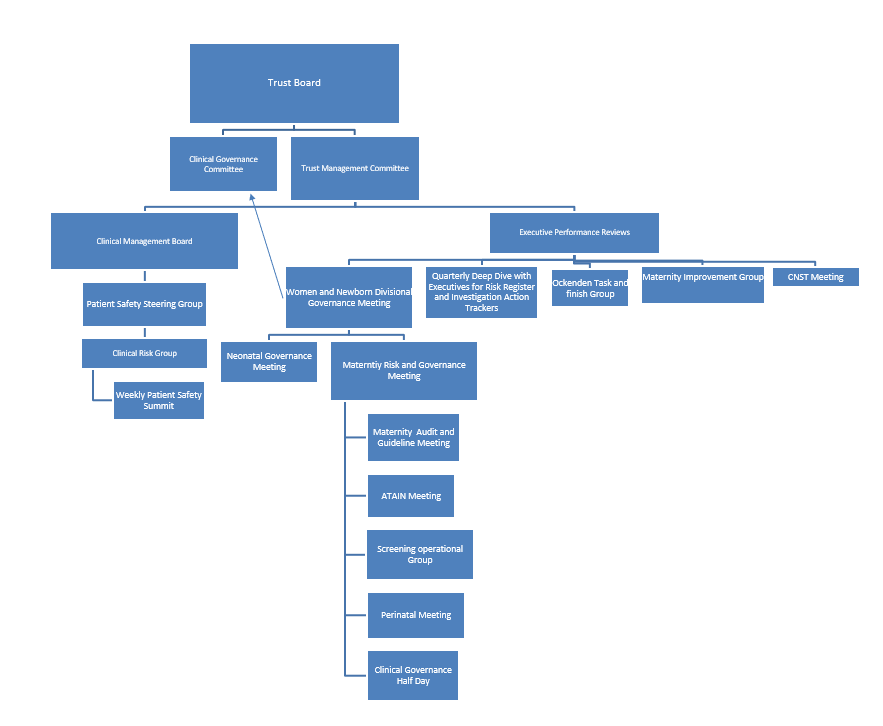 Trust Board
Clinical Governance
Committee
Trust Management Committee
Clinical Management Board
Executive Performance Reviews
Patient Safety Steering Group
Clinical Risk Group
Weekly Patient Safety
Summit
Women and Newborn Divisional
Governance Meeting
Quarterly Deep Dive with
Executives for Risk Register
and Investigation Action
Trackers
Ockenden Task and
finish Group
Maternity Improvement Group
CNST Meeting
Neonatal Governance
Meeting
Materntiy Risk and Governance
Meeting
Maternity  Audit and
Guideline Meeting
ATAIN Meeting
Screening operational
Group
Perinatal Meeting
Clinical Governance
Half Day